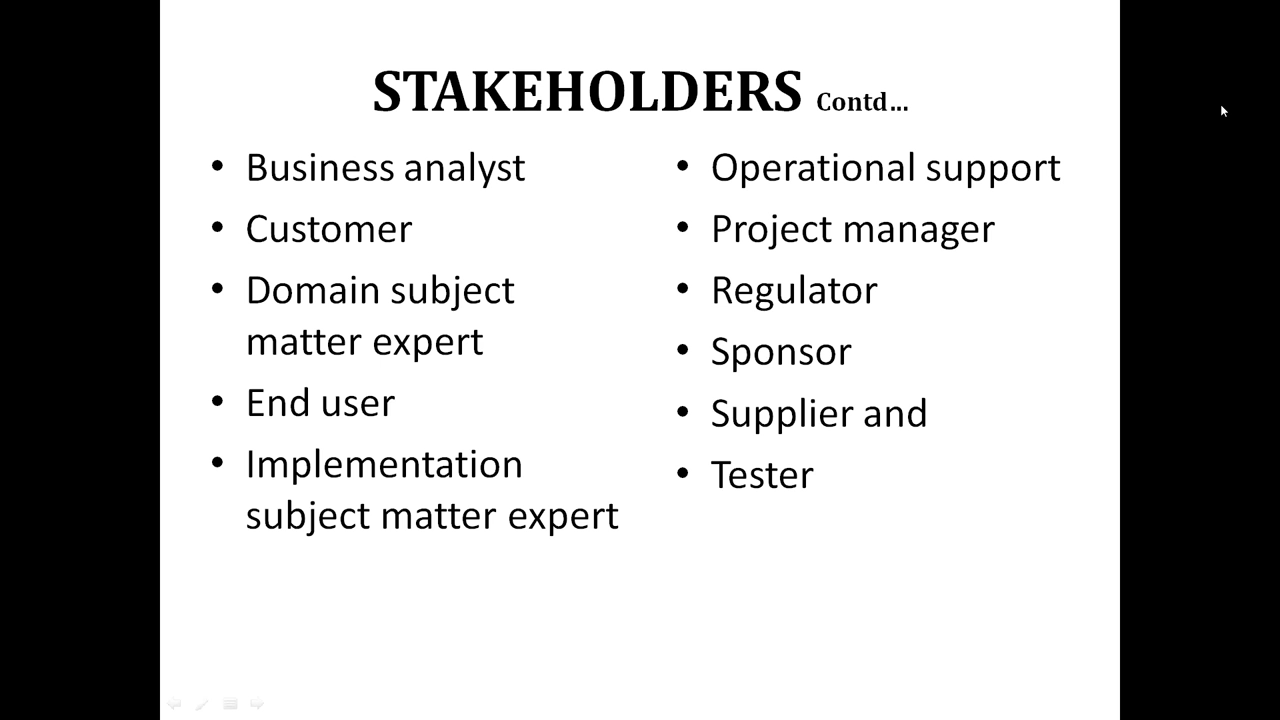 STAKEHOLDERS Contd...
• Business analyst
• Customer
• Domain subject
matter expert
• End user
• Implementation
subject matter expert
• Operational support
• Project manager
• Regulator
• Sponsor
• Supplier and
• Tester